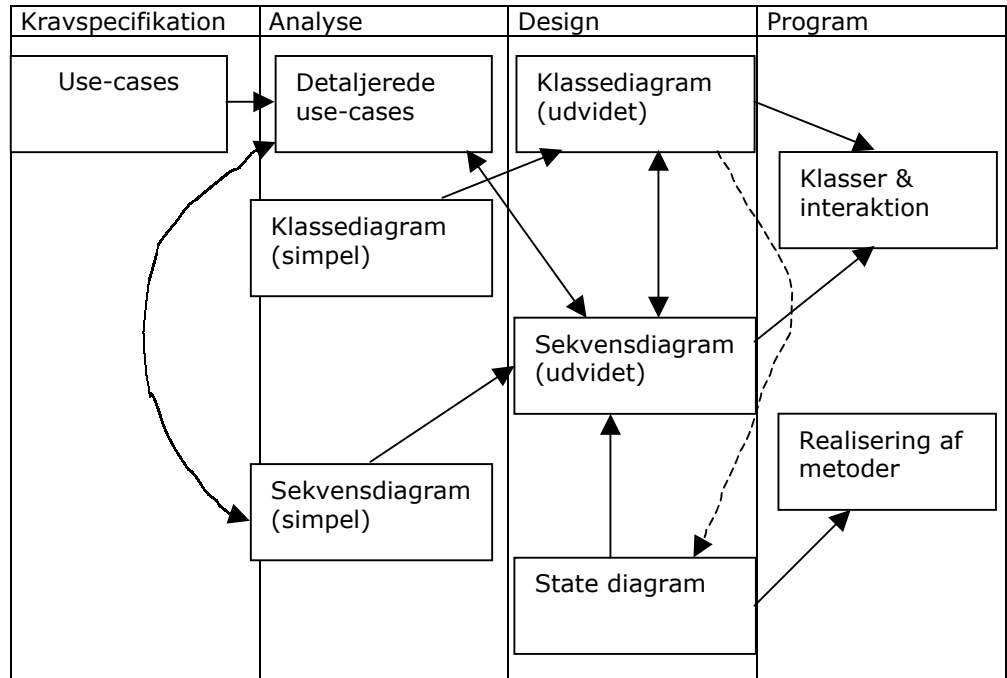 Kravspecifikation
Analyse
Design
Program
Use-cases
Detaljerede
use-cases
Klassediagram
(udvidet)
Klasser &
interaktion
Klassediagram
(simpel)
Sekvensdiagram
(udvidet)
Realisering af
metoder
Sekvensdiagram
(simpel)
State diagram